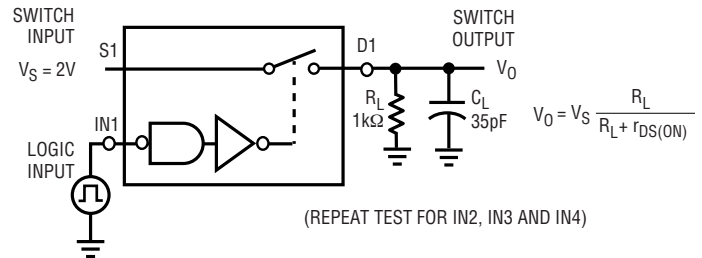 SWITCH
INPUT
V_S = 2V
S1
D1
SWITCH
OUTPUT
V_O
R_L
1kΩ
C_L
35pF
V_O = V_S R_L / (R_L + r_DS(ON))
IN1
LOGIC
INPUT
(REPEAT TEST FOR IN2, IN3 AND IN4)